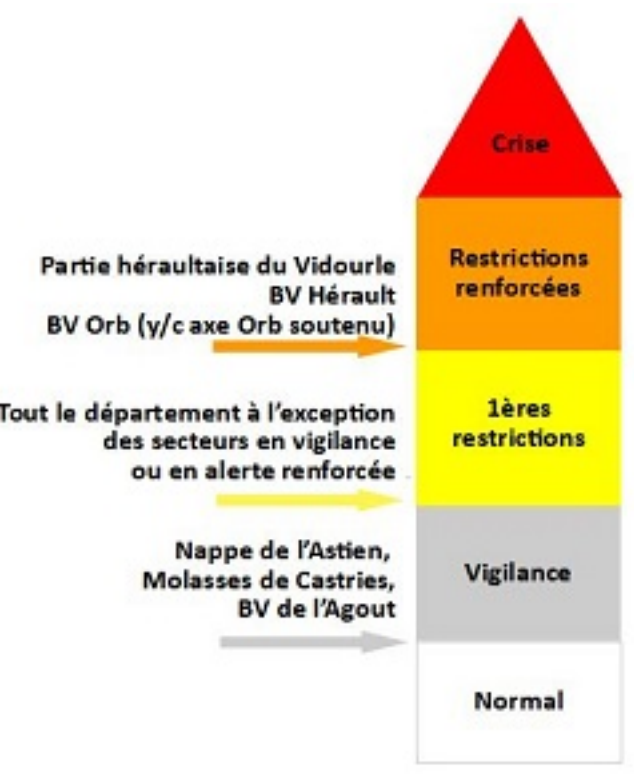 Crise
Partie héraultaise du Vidourle
BV Hérault
BV Orb (y/c axe Orb soutenu)
Restrictions
renforcées
Tout le département à l'exception
des secteurs en vigilance
ou en alerte renforcée
1ères
restrictions
Nappe de l'Astien,
Molasses de Castries,
BV de l'Agout
Vigilance
Normal